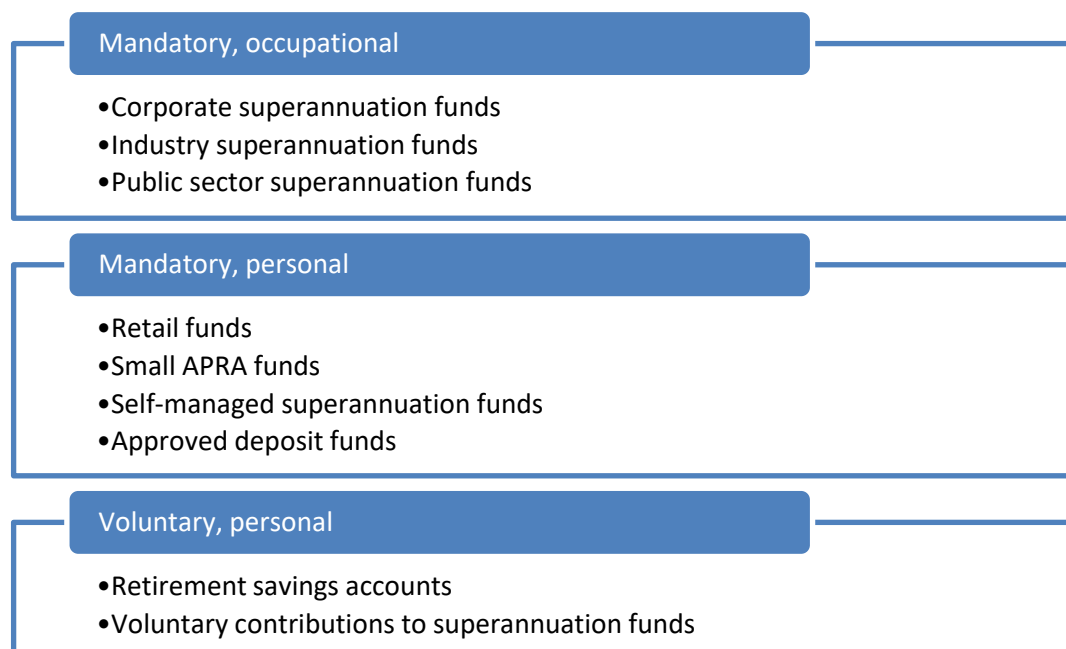 Mandatory, occupational
•Corporate superannuation funds
•Industry superannuation funds
•Public sector superannuation funds
Mandatory, personal
•Retail funds
•Small APRA funds
•Self-managed superannuation funds
•Approved deposit funds
Voluntary, personal
•Retirement savings accounts
•Voluntary contributions to superannuation funds